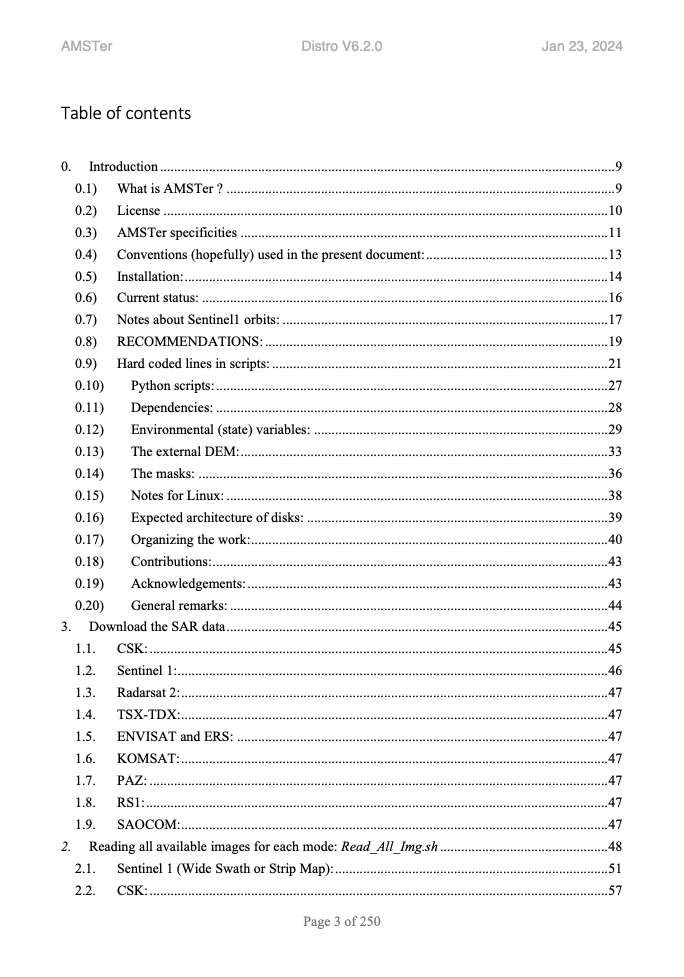 AMSTer Distro V6.2.0 Jan 23, 2024
Table of contents
0. Introduction ........ 9
0.1) What is AMSTer ? ........ 9
0.2) License ........ 10
0.3) AMSTer specificities ........ 11
0.4) Conventions (hopefully) used in the present document: ........ 13
0.5) Installation: ........ 14
0.6) Current status: ........ 16
0.7) Notes about Sentinel1 orbits: ........ 17
0.8) RECOMMENDATIONS: ........ 19
0.9) Hard coded lines in scripts: ........ 21
0.10) Python scripts: ........ 27
0.11) Dependencies: ........ 28
0.12) Environmental (state) variables: ........ 29
0.13) The external DEM: ........ 33
0.14) The masks: ........ 36
0.15) Notes for Linux: ........ 38
0.16) Expected architecture of disks: ........ 39
0.17) Organizing the work: ........ 40
0.18) Contributions: ........ 43
0.19) Acknowledgements: ........ 43
0.20) General remarks: ........ 44
3. Download the SAR data ........ 45
1.1. CSK: ........ 45
1.2. Sentinel 1: ........ 46
1.3. Radarsat 2: ........ 47
1.4. TSX-TDX: ........ 47
1.5. ENVISAT and ERS: ........ 47
1.6. KOMSAT: ........ 47
1.7. PAZ: ........ 47
1.8. RS1: ........ 47
1.9. SAOCOM: ........ 47
2. Reading all available images for each mode: Read_All_Img.sh ........ 48
2.1. Sentinel 1 (Wide Swath or Strip Map): ........ 51
2.2. CSK: ........ 57
Page 3 of 250